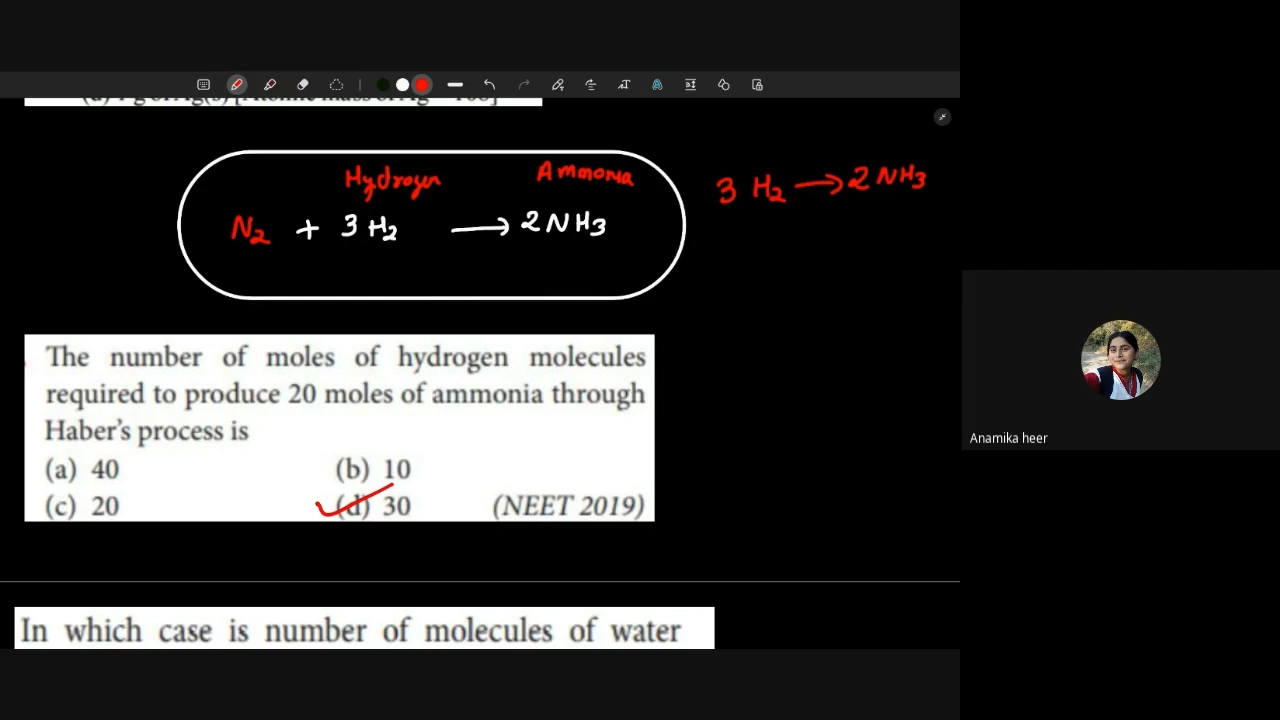 Hydrogen Ammonia
N2 + 3 H2 → 2 NH3
3 H2 → 2 NH3
The number of moles of hydrogen molecules
required to produce 20 moles of ammonia through
Haber's process is
(a) 40 (b) 10
(c) 20 (d) 30 (NEET 2019)
Anamika heer
In which case is number of molecules of water